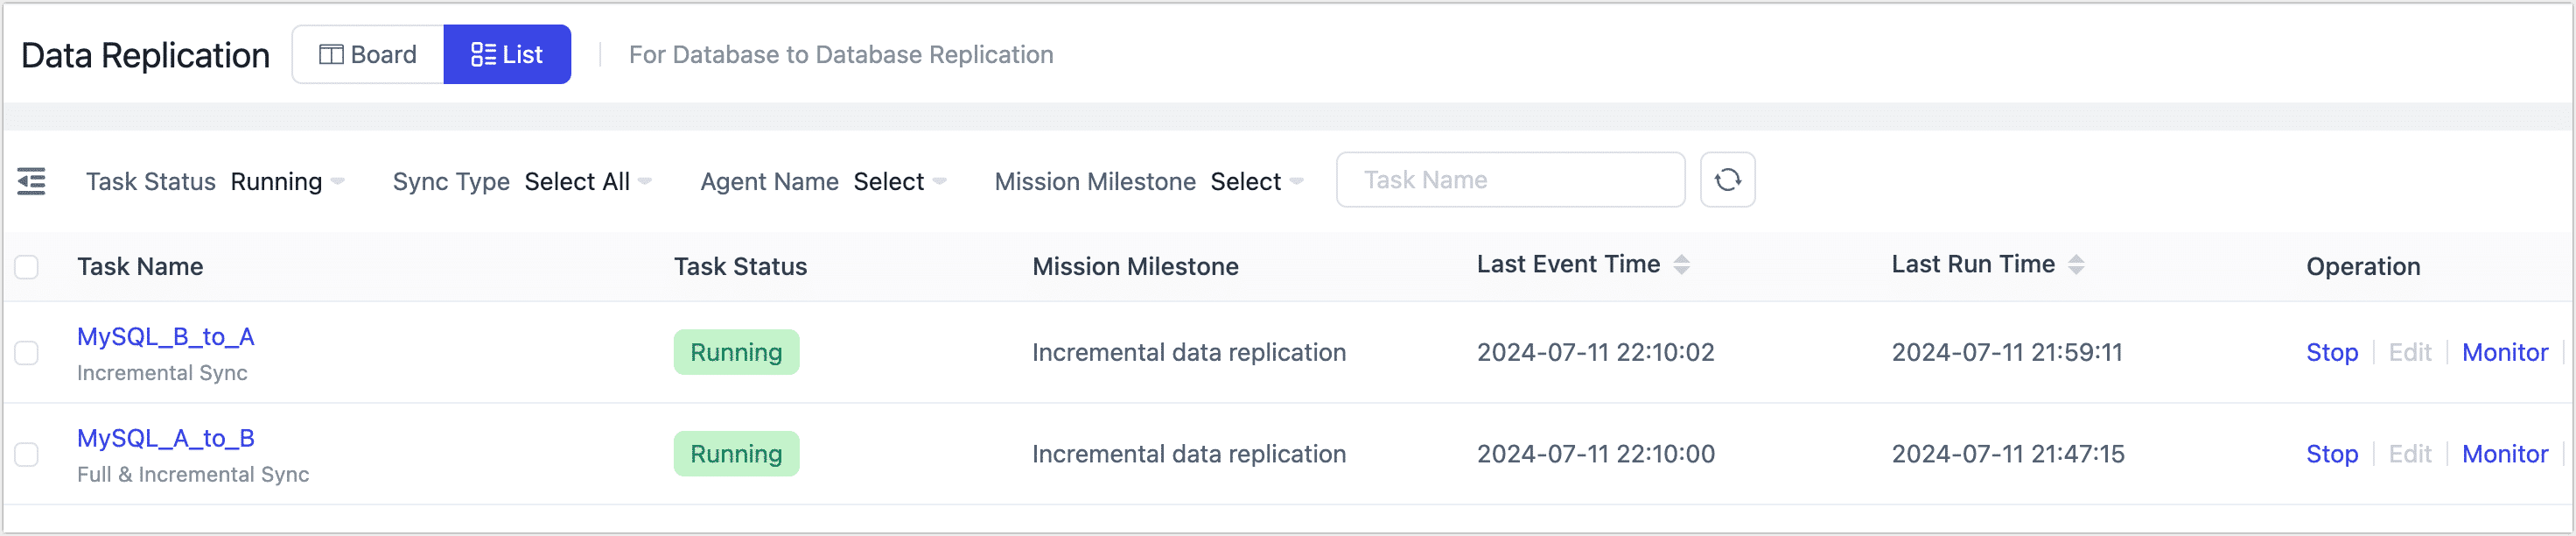 Data Replication Board List For Database to Database Replication
Task Status Running Sync Type Select All Agent Name Select Mission Milestone Select Task Name
Task Name Task Status Mission Milestone Last Event Time Last Run Time Operation
MySQL_B_to_A
Incremental Sync
Running Incremental data replication 2024-07-11 22:10:02 2024-07-11 21:59:11 Stop Edit Monitor
MySQL_A_to_B
Full & Incremental Sync
Running Incremental data replication 2024-07-11 22:10:00 2024-07-11 21:47:15 Stop Edit Monitor